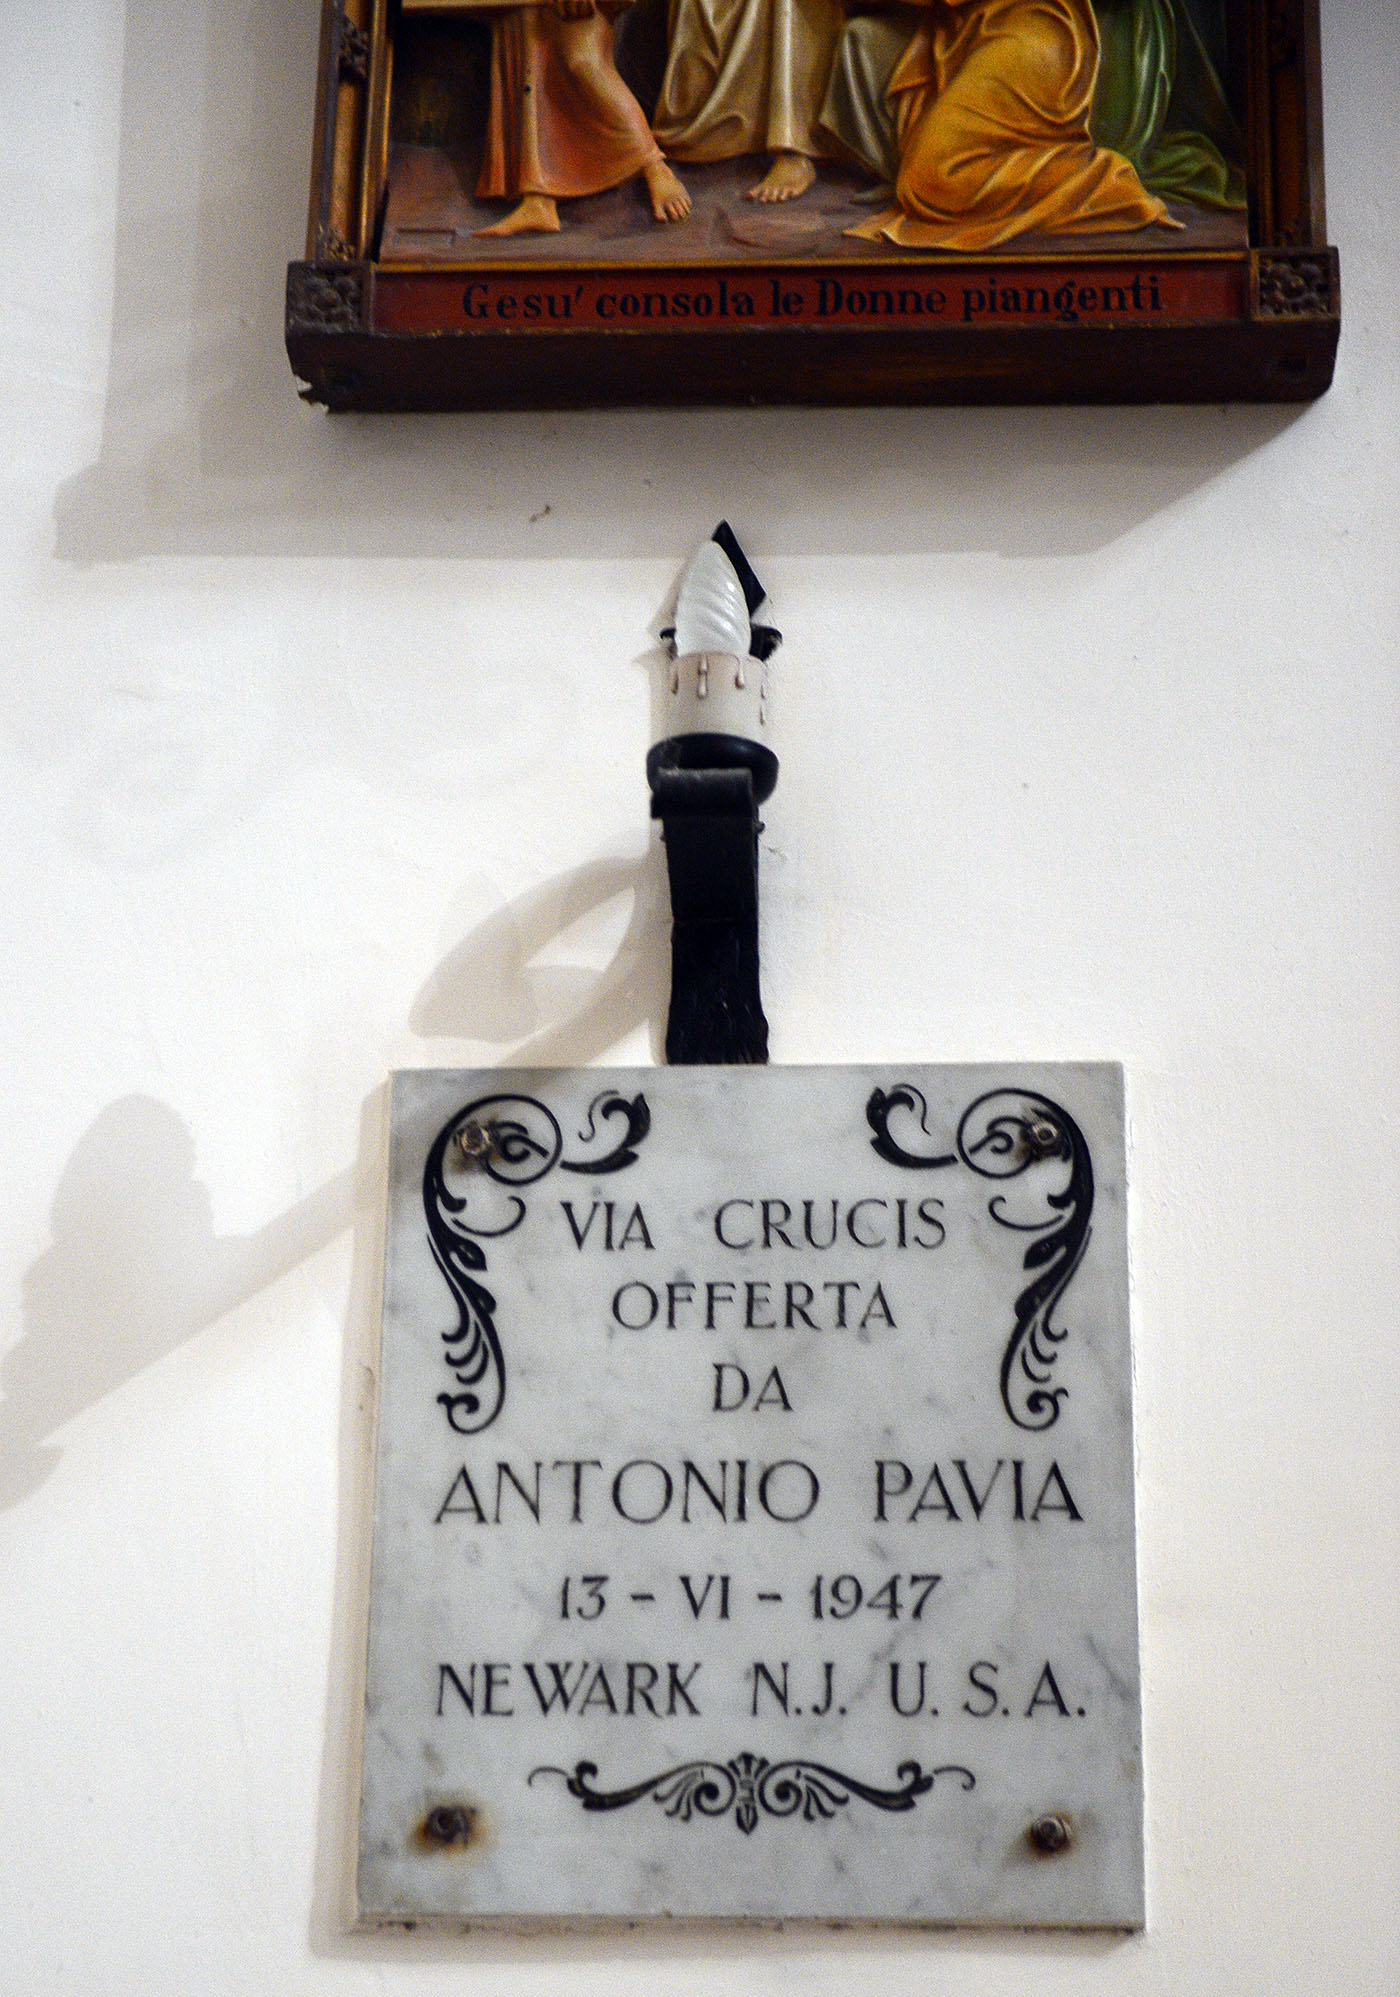 Gesu' consola le Donne piangenti
VIA CRUCIS
OFFERTA
DA
ANTONIO PAVIA
13 - VI - 1947
NEWARK N.J. U.S.A.